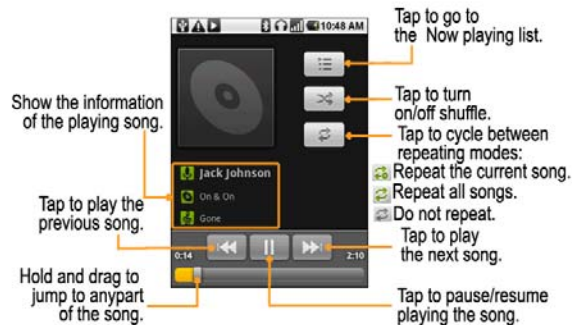 10:48 AM
Tap to go to
the Now playing list.
Show the information
of the playing song.
Tap to turn
on/off shuffle.
Tap to cycle between
repeating modes:
Repeat the current song.
Repeat all songs.
Do not repeat.
Jack Johnson
On & On
Gone
Tap to play the
previous song.
Tap to play
the next song.
0:14
2:10
Hold and drag to
jump to anypart
of the song.
Tap to pause/resume
playing the song.